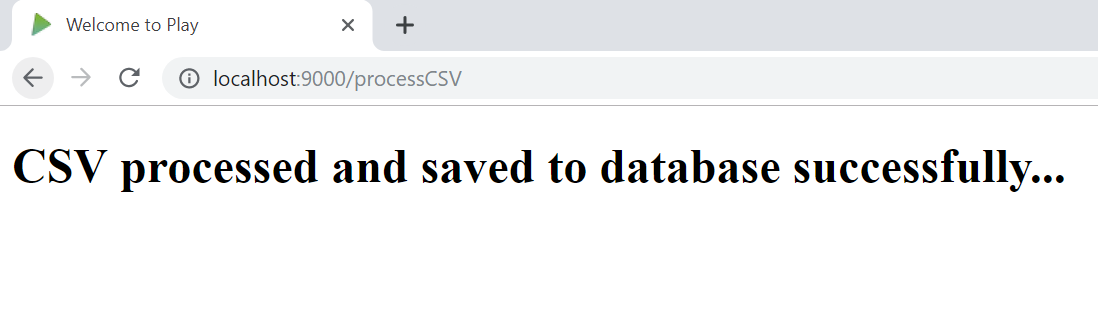 Welcome to Play
localhost:9000/processCSV
CSV processed and saved to database successfully...